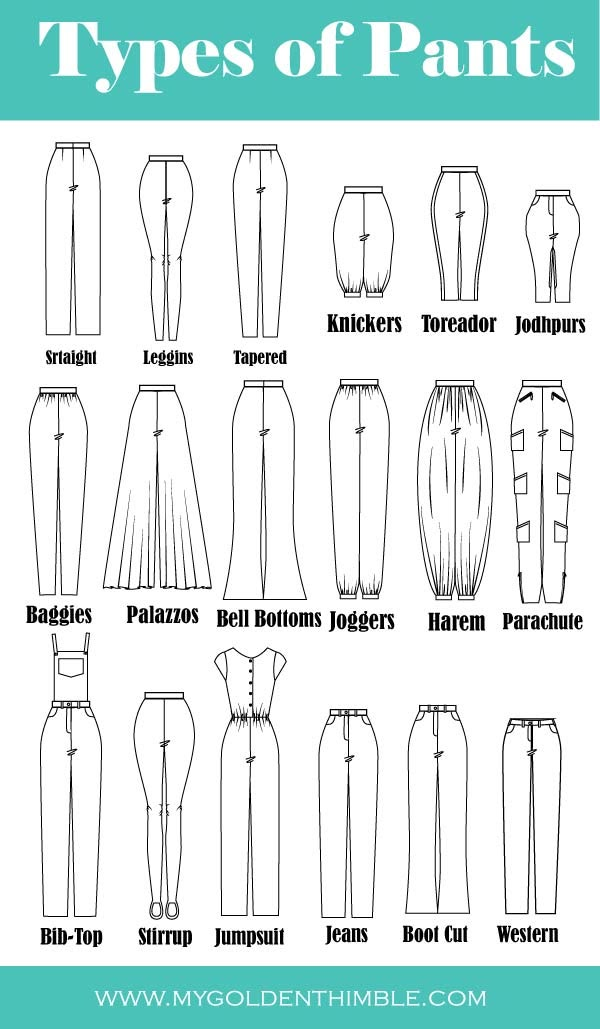 Types of Pants
Srtaight
Leggins
Tapered
Knickers
Toreador
Jodhpurs
Baggies
Palazzos
Bell Bottoms
Joggers
Harem
Parachute
Bib-Top
Stirrup
Jumpsuit
Jeans
Boot Cut
Western
WWW.MYGOLDENTHIMBLE.COM